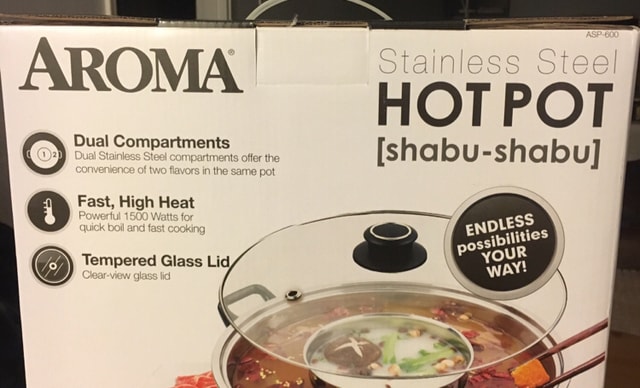 ASP-600
AROMA®
Stainless Steel
HOT POT
[shabu-shabu]
1 2
Dual Compartments
Dual Stainless Steel compartments offer the
convenience of two flavors in the same pot
Fast, High Heat
Powerful 1500 Watts for
quick boil and fast cooking
Tempered Glass Lid
Clear-view glass lid
ENDLESS
possibilities
YOUR
WAY!